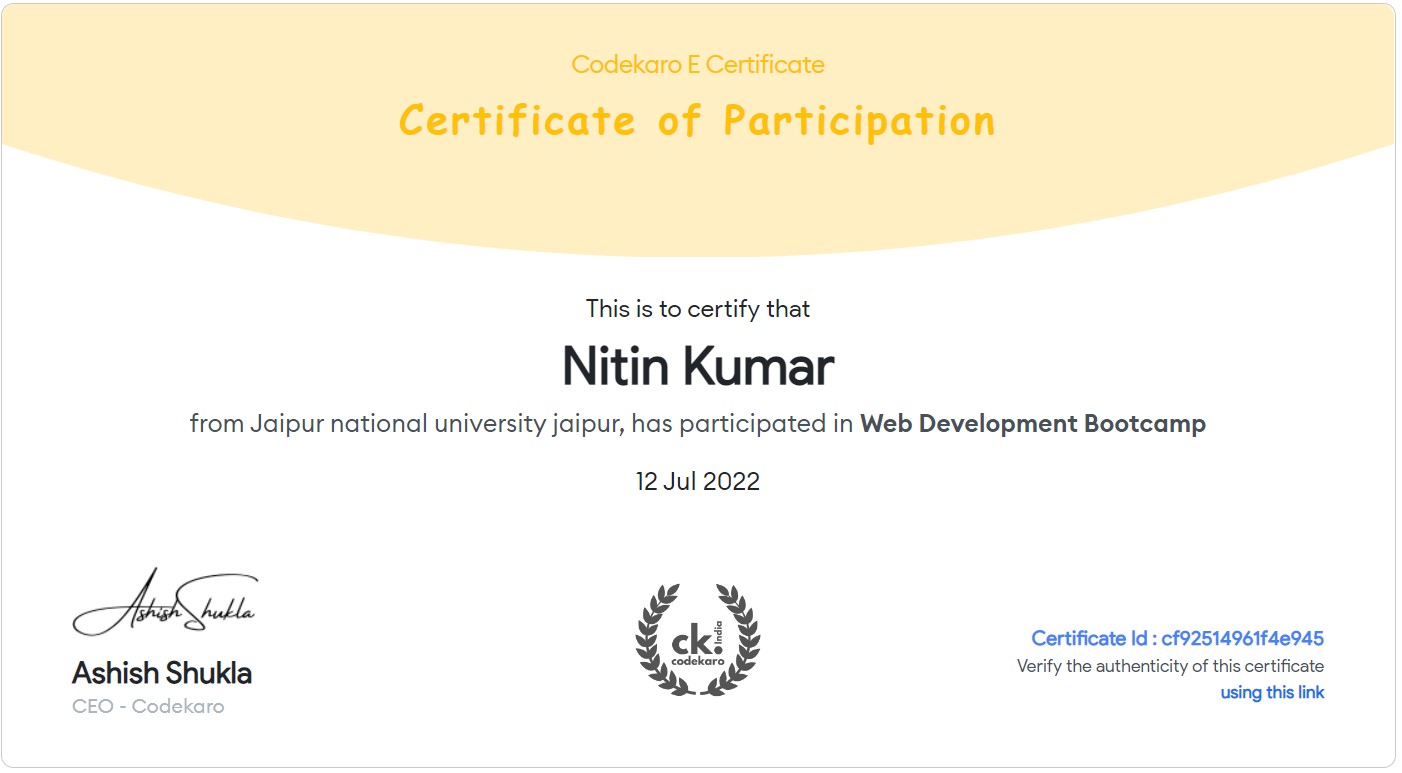 Codekaro E Certificate
Certificate of Participation
This is to certify that
Nitin Kumar
from Jaipur national university jaipur, has participated in Web Development Bootcamp
12 Jul 2022
Ashish Shukla
Ashish Shukla
CEO - Codekaro
ck! India
codekaro
Certificate Id : cf92514961f4e945
Verify the authenticity of this certificate
using this link